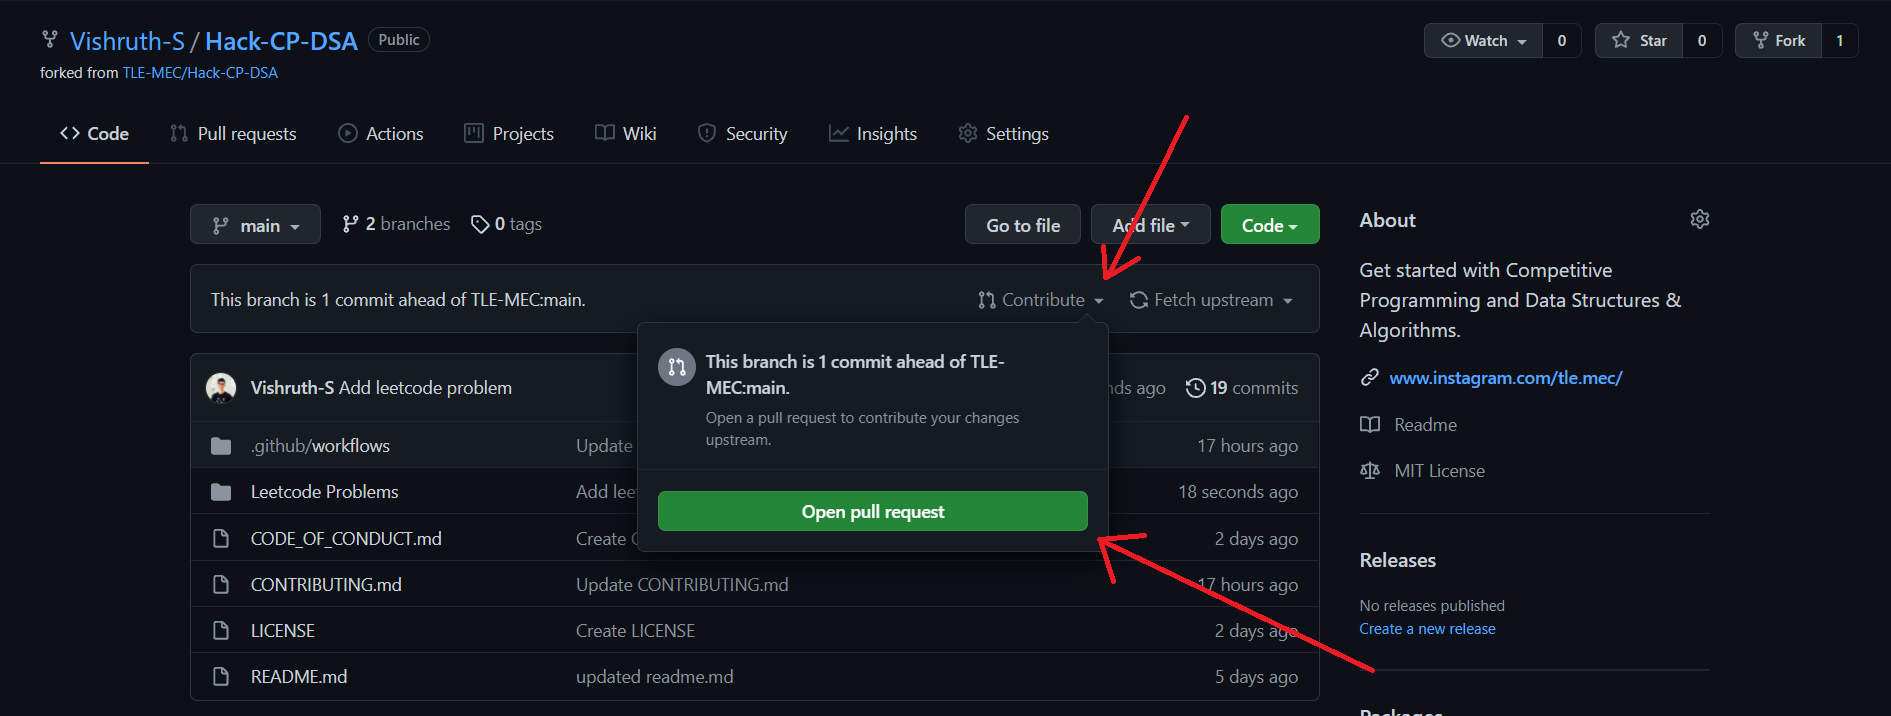 Vishruth-S / Hack-CP-DSA Public
Watch 0 Star 0 Fork 1
forked from TLE-MEC/Hack-CP-DSA
Code Pull requests Actions Projects Wiki Security Insights Settings
main 2 branches 0 tags Go to file Add file Code
This branch is 1 commit ahead of TLE-MEC:main. Contribute Fetch upstream
This branch is 1 commit ahead of TLE-
MEC:main.
Open a pull request to contribute your changes
upstream.
Open pull request
Vishruth-S Add leetcode problem ago 19 commits
.github/workflows Update 17 hours ago
Leetcode Problems Add 18 seconds ago
CODE_OF_CONDUCT.md Create 2 days ago
CONTRIBUTING.md Update CONTRIBUTING.md 17 hours ago
LICENSE Create LICENSE 2 days ago
README.md updated readme.md 5 days ago
About
Get started with Competitive
Programming and Data Structures &
Algorithms.
www.instagram.com/tle.mec/
Readme
MIT License
Releases
No releases published
Create a new release
Packages